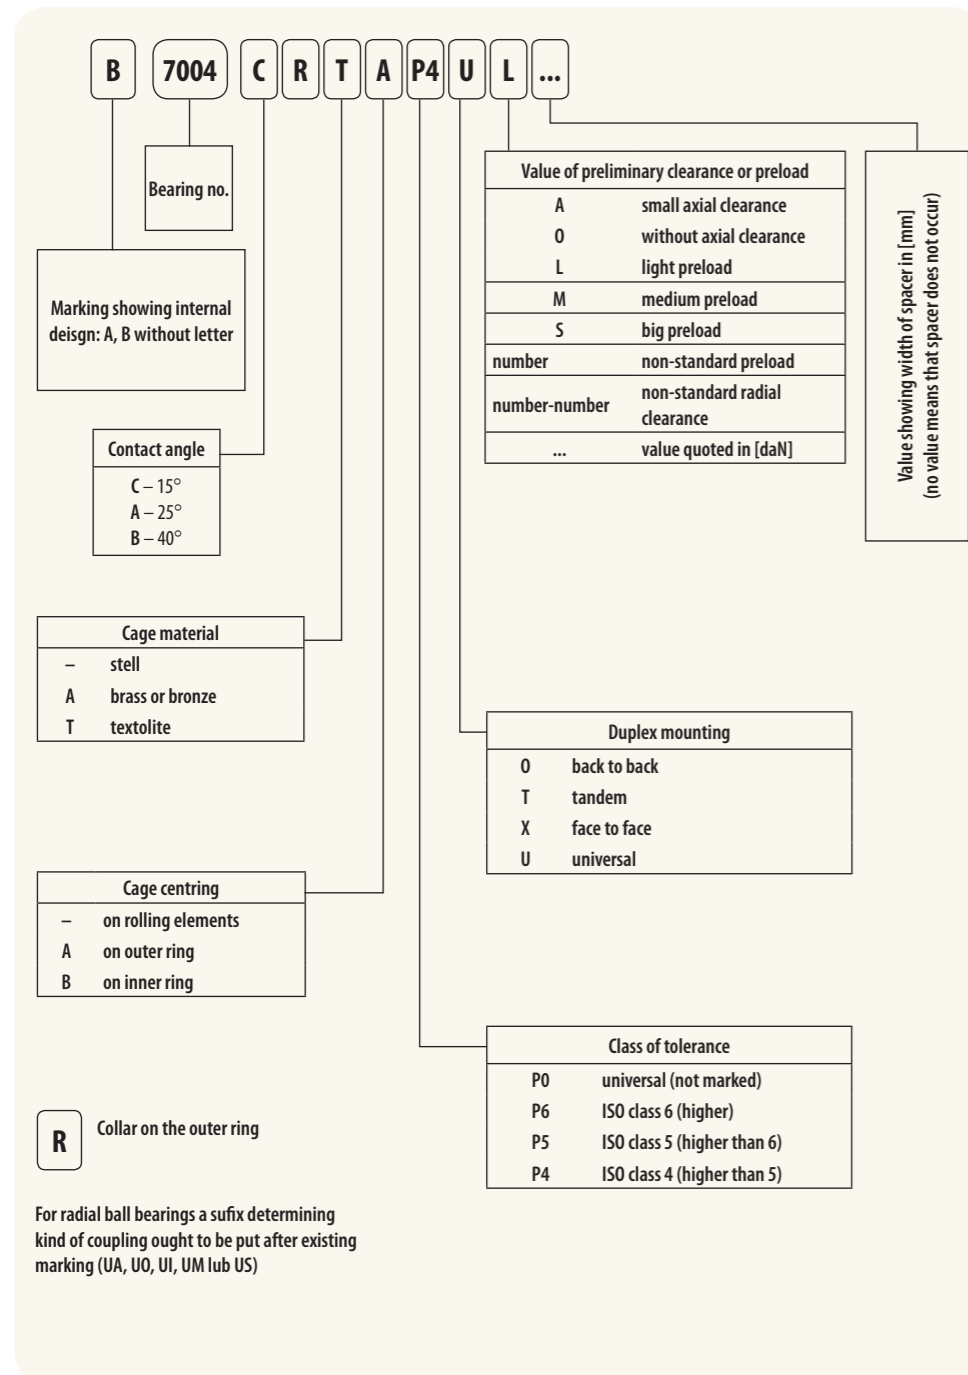 B 7004 C R T A P4 U L ...
Bearing no.
Marking showing internal
deisgn: A, B without letter
Contact angle
C – 15°
A – 25°
B – 40°
Value of preliminary clearance or preload
A small axial clearance
O without axial clearance
L light preload
M medium preload
S big preload
number non-standard preload
number-number non-standard radial
clearance
... value quoted in [daN]
Value showing width of spacer in [mm]
(no value means that spacer does not occur)
Cage material
– stell
A brass or bronze
T textolite
Duplex mounting
O back to back
T tandem
X face to face
U universal
Cage centring
– on rolling elements
A on outer ring
B on inner ring
Class of tolerance
P0 universal (not marked)
P6 ISO class 6 (higher)
P5 ISO class 5 (higher than 6)
P4 ISO class 4 (higher than 5)
R Collar on the outer ring
For radial ball bearings a sufix determining
kind of coupling ought to be put after existing
marking (UA, UO, UI, UM lub US)